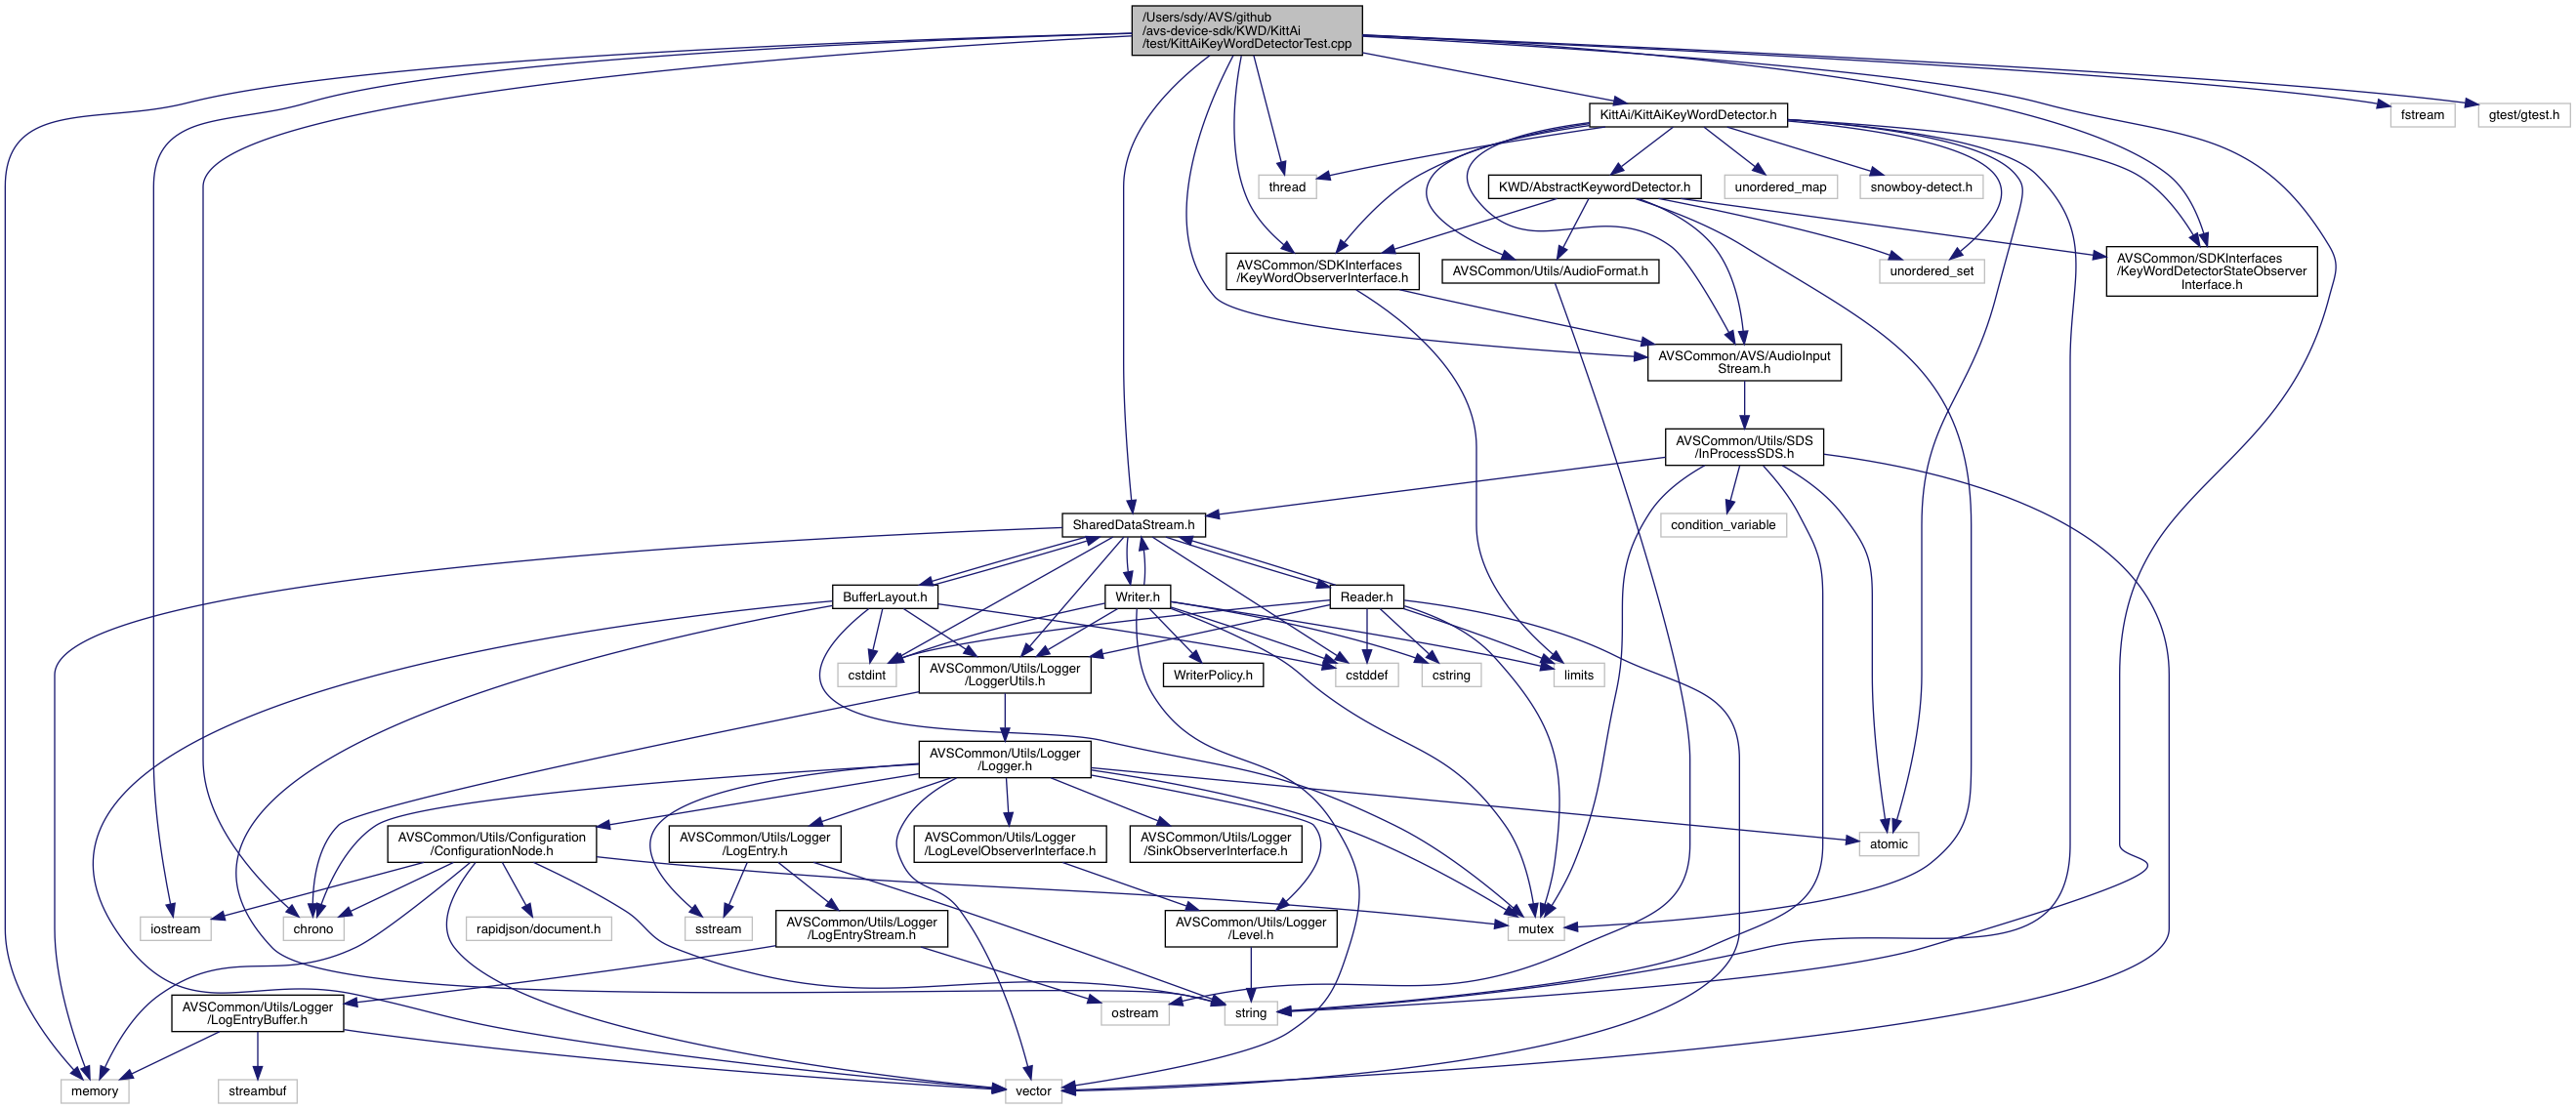 /Users/sdy/AVS/github
/avs-device-sdk/KWD/KittAi
/test/KittAiKeyWordDetectorTest.cpp
KittAi/KittAiKeyWordDetector.h
fstream
gtest/gtest.h
thread
KWD/AbstractKeywordDetector.h
unordered_map
snowboy-detect.h
AVSCommon/SDKInterfaces
/KeyWordObserverInterface.h
AVSCommon/Utils/AudioFormat.h
unordered_set
AVSCommon/SDKInterfaces
/KeyWordDetectorStateObserver
Interface.h
AVSCommon/AVS/AudioInput
Stream.h
AVSCommon/Utils/SDS
/InProcessSDS.h
SharedDataStream.h
condition_variable
BufferLayout.h
Writer.h
Reader.h
cstdint
AVSCommon/Utils/Logger
/LoggerUtils.h
WriterPolicy.h
cstddef
cstring
limits
AVSCommon/Utils/Logger
/Logger.h
AVSCommon/Utils/Configuration
/ConfigurationNode.h
AVSCommon/Utils/Logger
/LogEntry.h
AVSCommon/Utils/Logger
/LogLevelObserverInterface.h
AVSCommon/Utils/Logger
/SinkObserverInterface.h
atomic
iostream
chrono
rapidjson/document.h
sstream
AVSCommon/Utils/Logger
/LogEntryStream.h
AVSCommon/Utils/Logger
/Level.h
mutex
AVSCommon/Utils/Logger
/LogEntryBuffer.h
ostream
string
memory
streambuf
vector